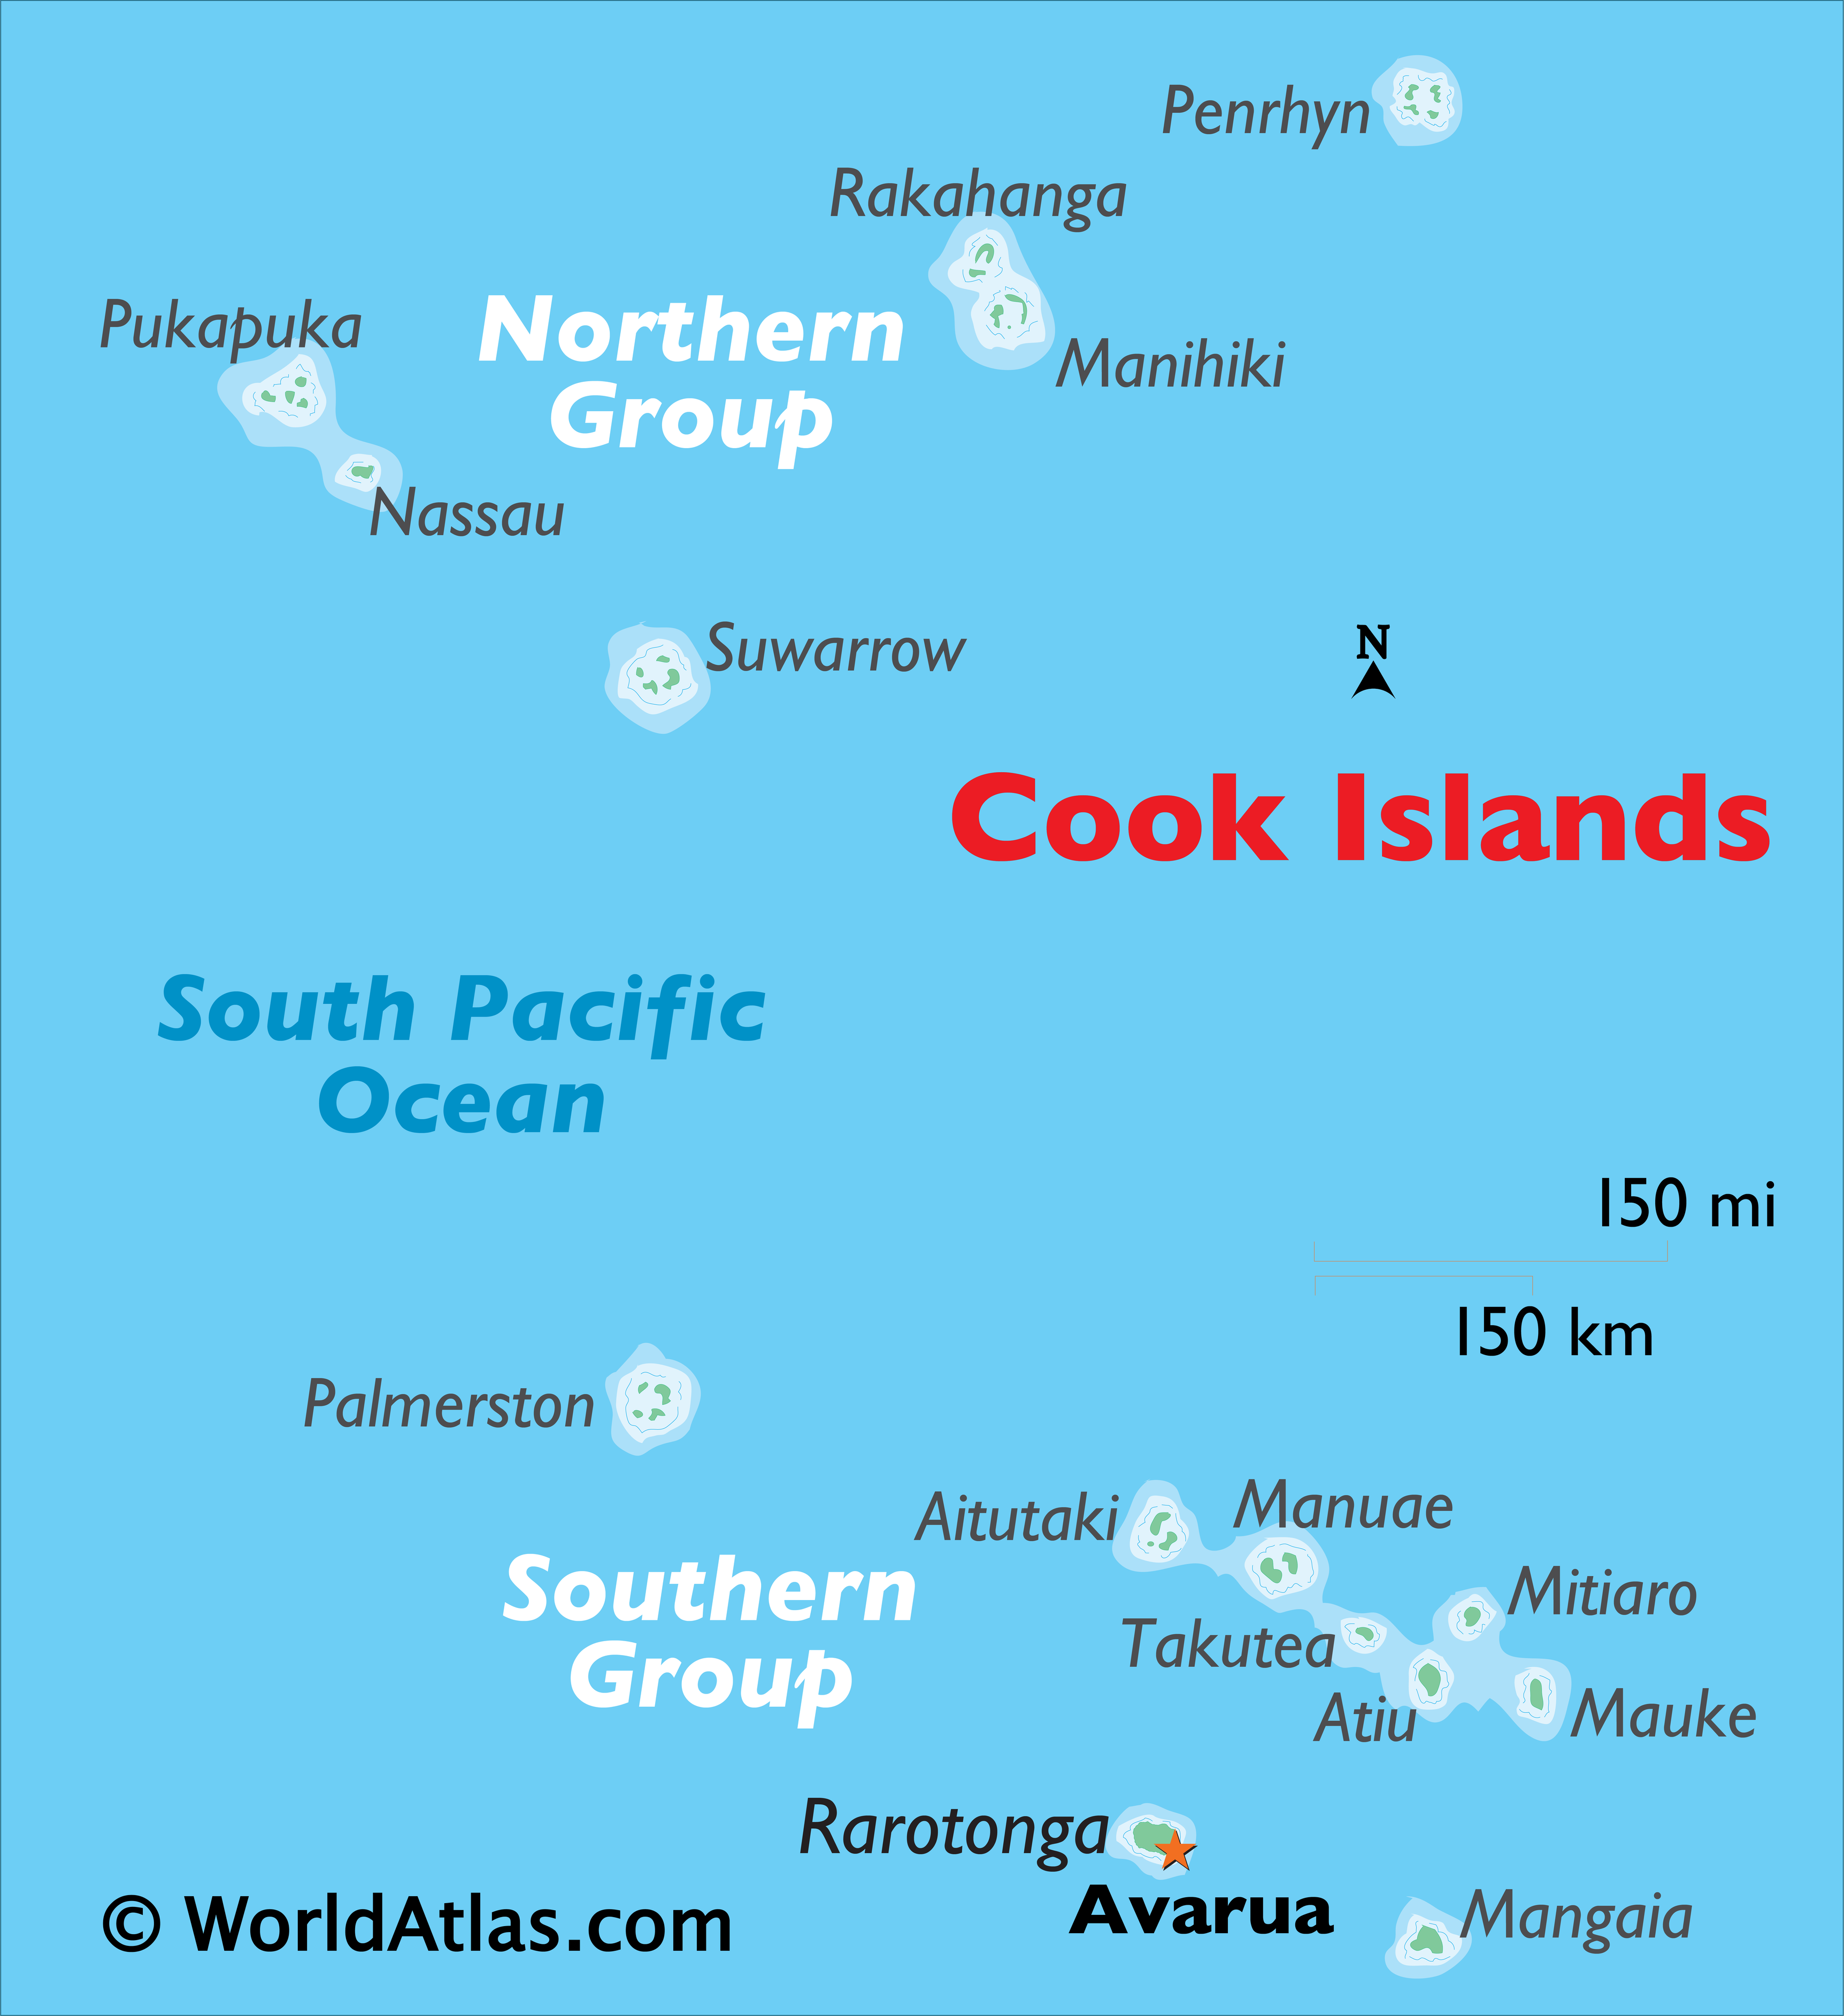 Penrhyn
Rakahanga
Pukapuka
Northern
Group
Manihiki
Nassau
Suwarrow
N
Cook Islands
South Pacific
Ocean
150 mi
150 km
Palmerston
Aitutaki
Manuae
Southern
Group
Mitiaro
Takutea
Atiu
Mauke
Rarotonga
Avarua
Mangaia
© WorldAtlas.com